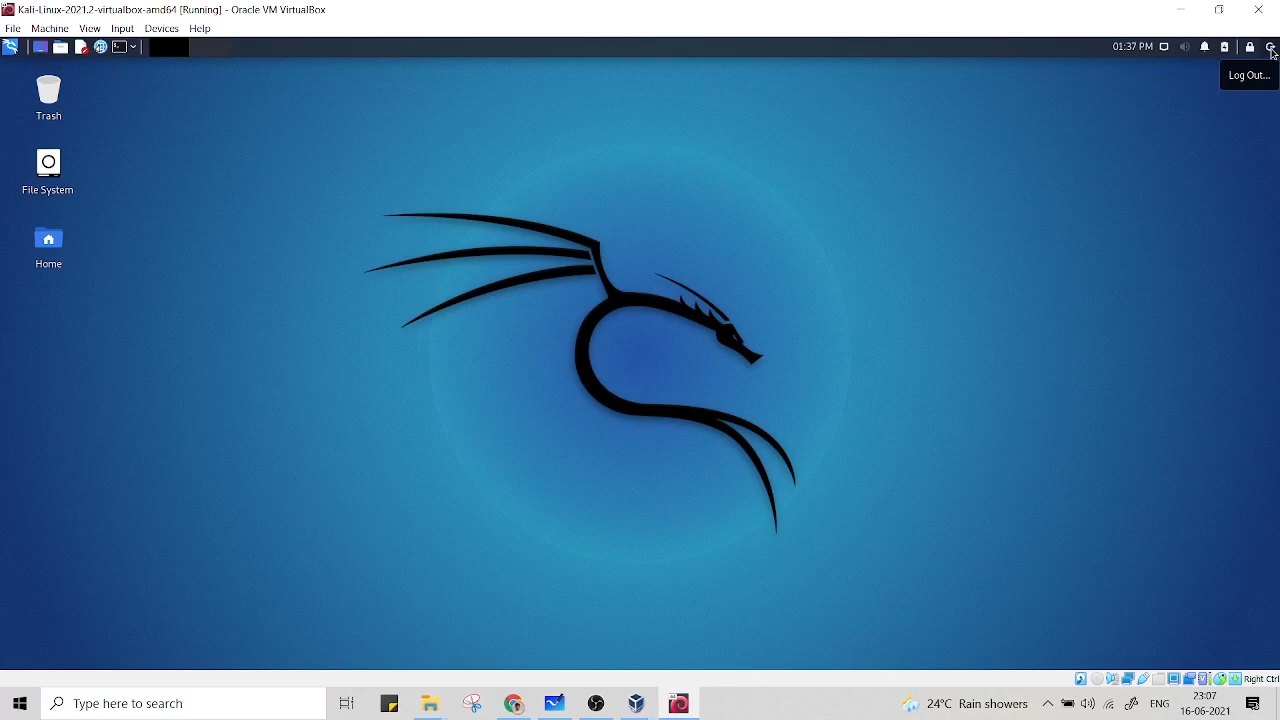 Kali-Linux-2021.2-virtualbox-amd64 [Running] - Oracle VM VirtualBox
File Machine View Input Devices Help
01:37 PM
Log Out...
Trash
File System
Home
Right Ctrl
Type here to search
24°C Rain showers
ENG
23:07
16-06-2021